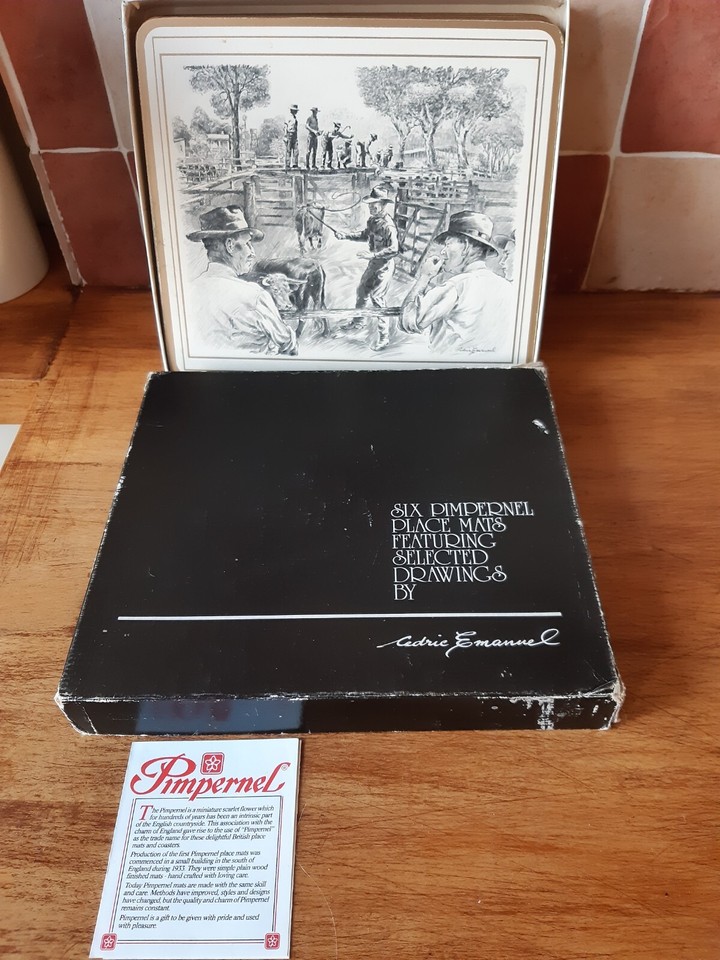 Cedric Emanuel
SIX PIMPERNEL
PLACE MATS
FEATURING
SELECTED
DRAWINGS
BY
Cedric Emanuel
Pimpernel®
The Pimpernel is a miniature scarlet flower which
for hundreds of years has been an intrinsic part
of the English countryside. This association with the
charm of England gave rise to the use of "Pimpernel"
as the trade name for these delightful British place
mats and coasters.
Production of the first Pimpernel place mats was
commenced in a small building in the south of
England during 1933. They were simple plain wood
finished mats - hand crafted with loving care.
Today Pimpernel mats are made with the same skill
and care. Methods have improved, styles and designs
have changed, but the quality and charm of Pimpernel
remains constant.
Pimpernel is a gift to be given with pride and used
with pleasure.